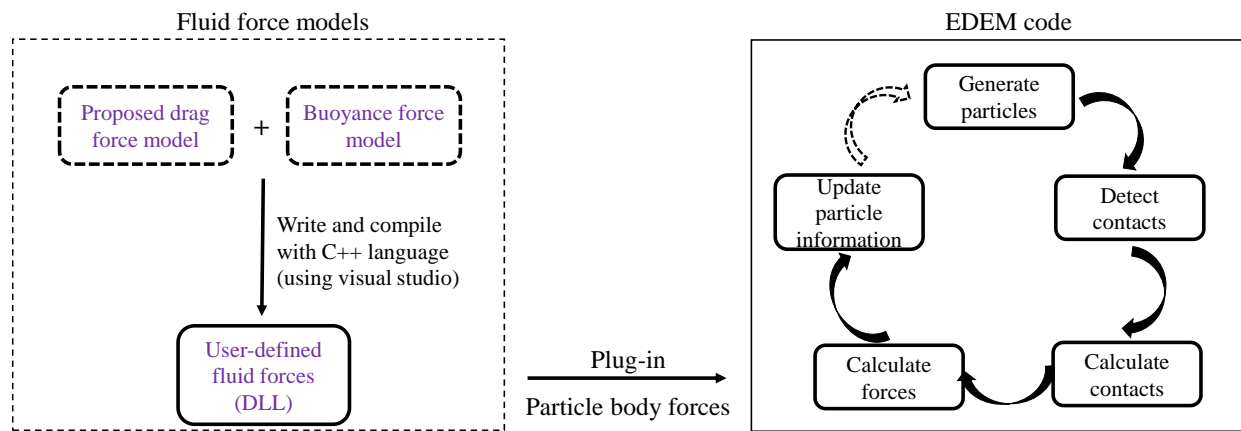 Fluid force models
Proposed drag
force model
+
Buoyance force
model
Write and compile
with C++ language
(using visual studio)
User-defined
fluid forces
(DLL)
Plug-in
Particle body forces
EDEM code
Generate
particles
Detect
contacts
Calculate
contacts
Calculate
forces
Update
particle
information